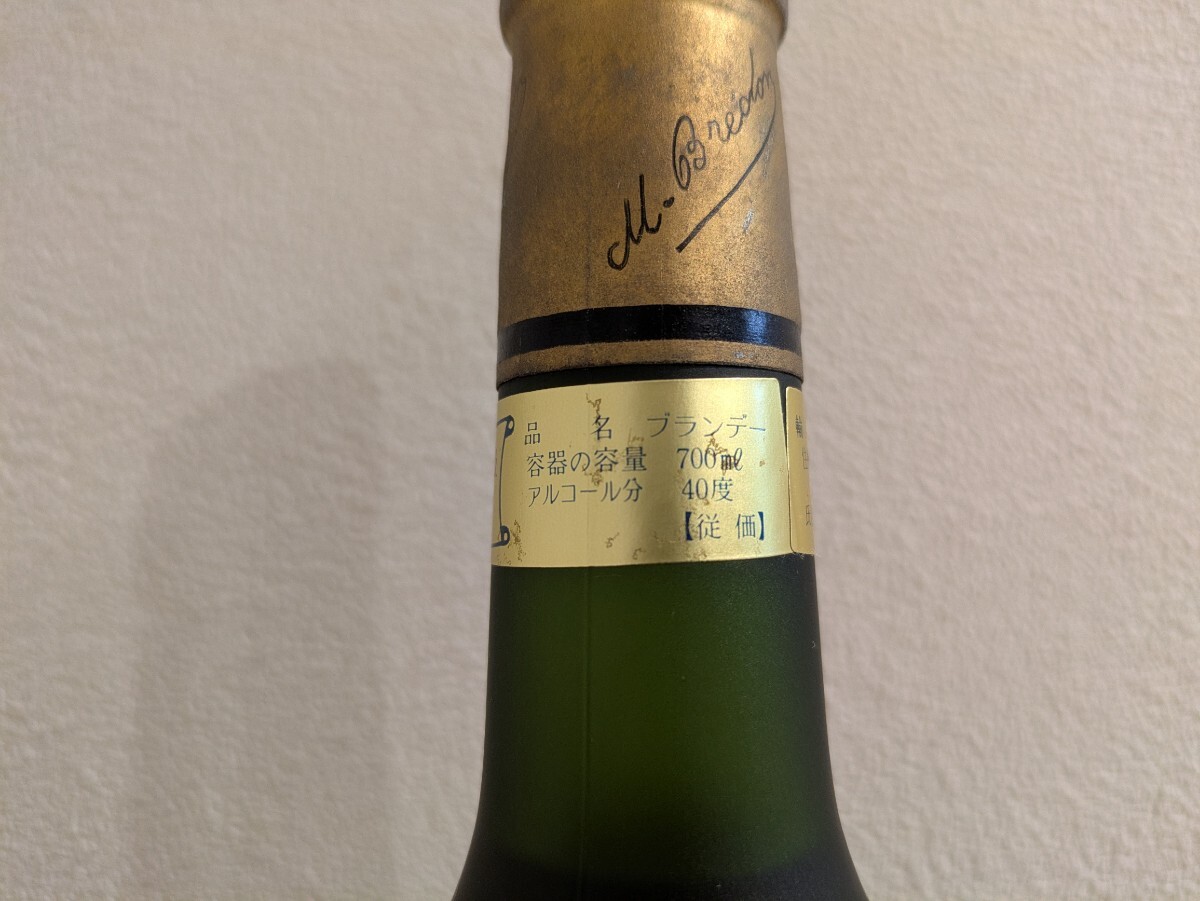 M. Bredon
品 名 ブランデー
容器の容量 700㎖
アルコール分 40度
【従 価】